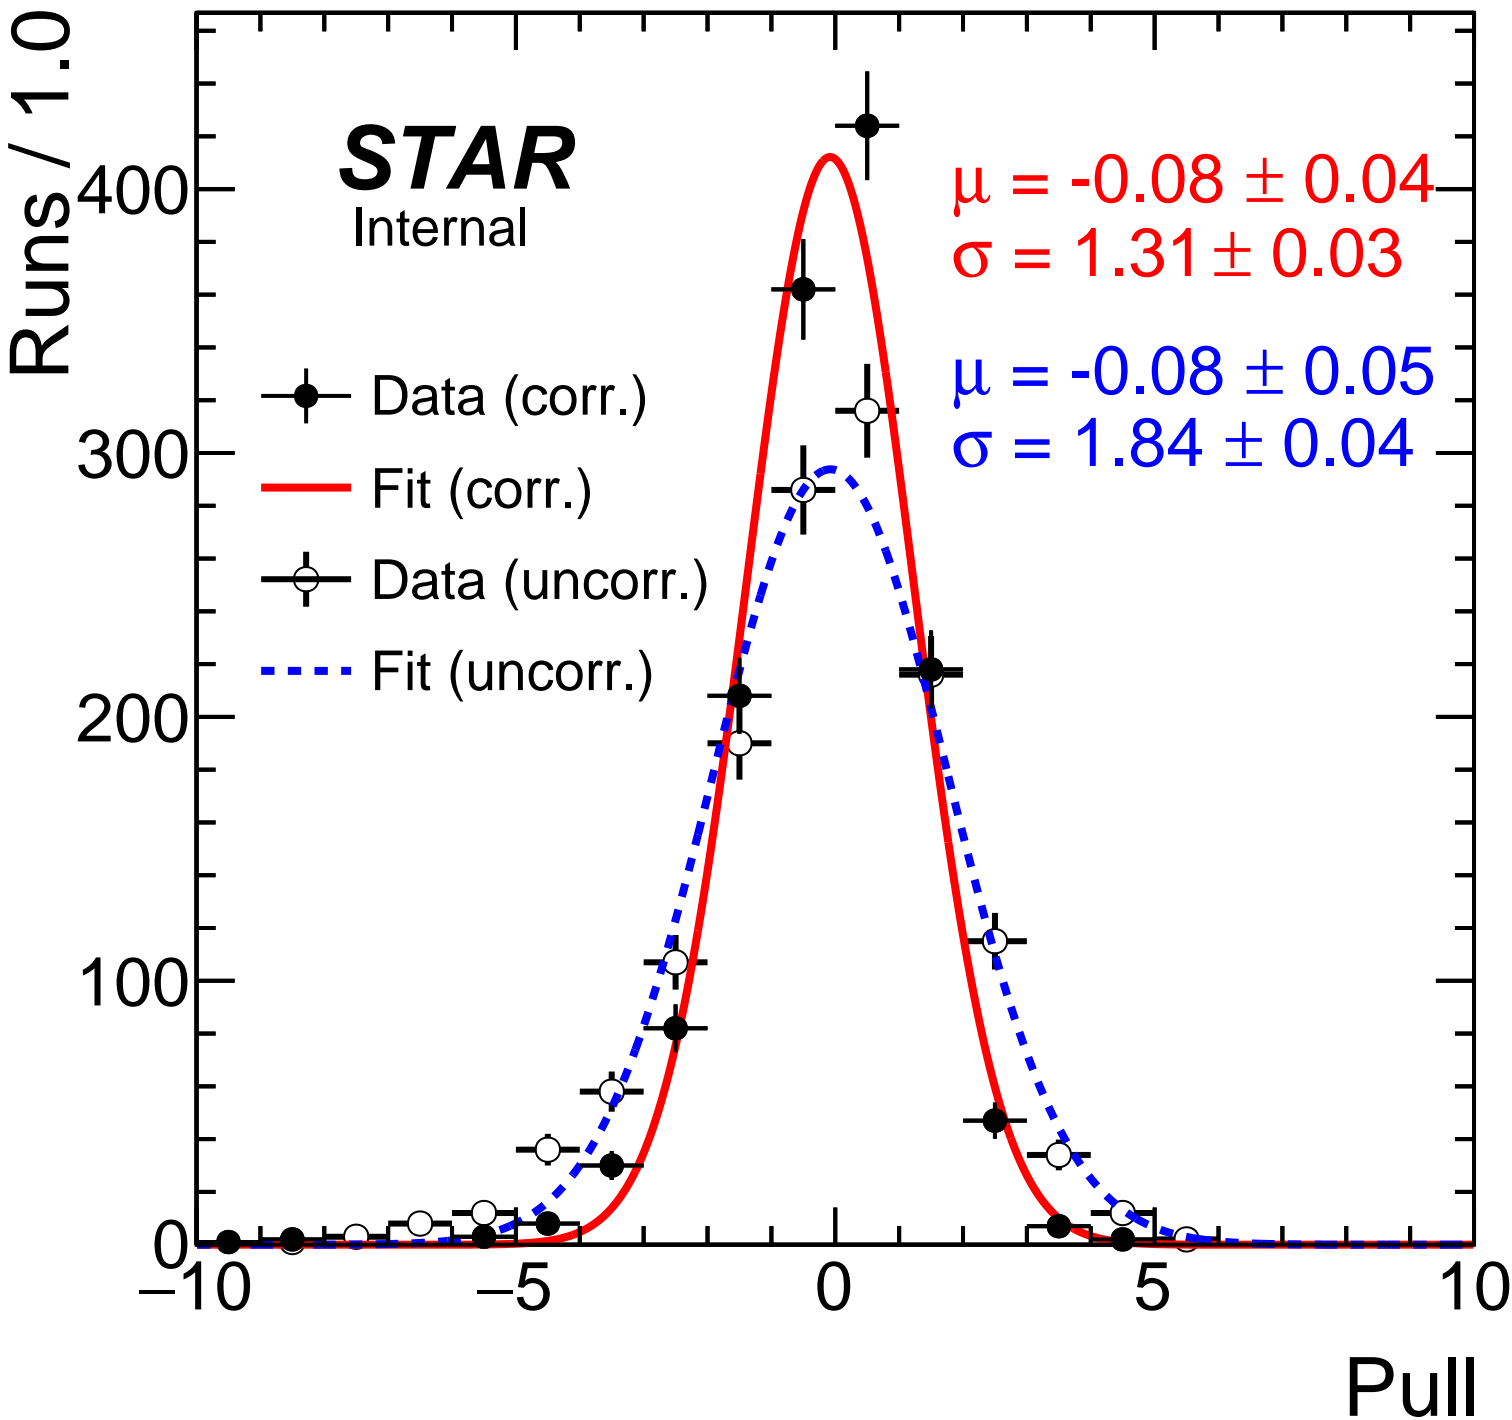 Runs / 1.0
STAR
Internal
μ = -0.08 ± 0.04
σ = 1.31 ± 0.03
μ = -0.08 ± 0.05
σ = 1.84 ± 0.04
Data (corr.)
Fit (corr.)
Data (uncorr.)
Fit (uncorr.)
400
300
200
100
0
−10 −5 0 5 10
Pull